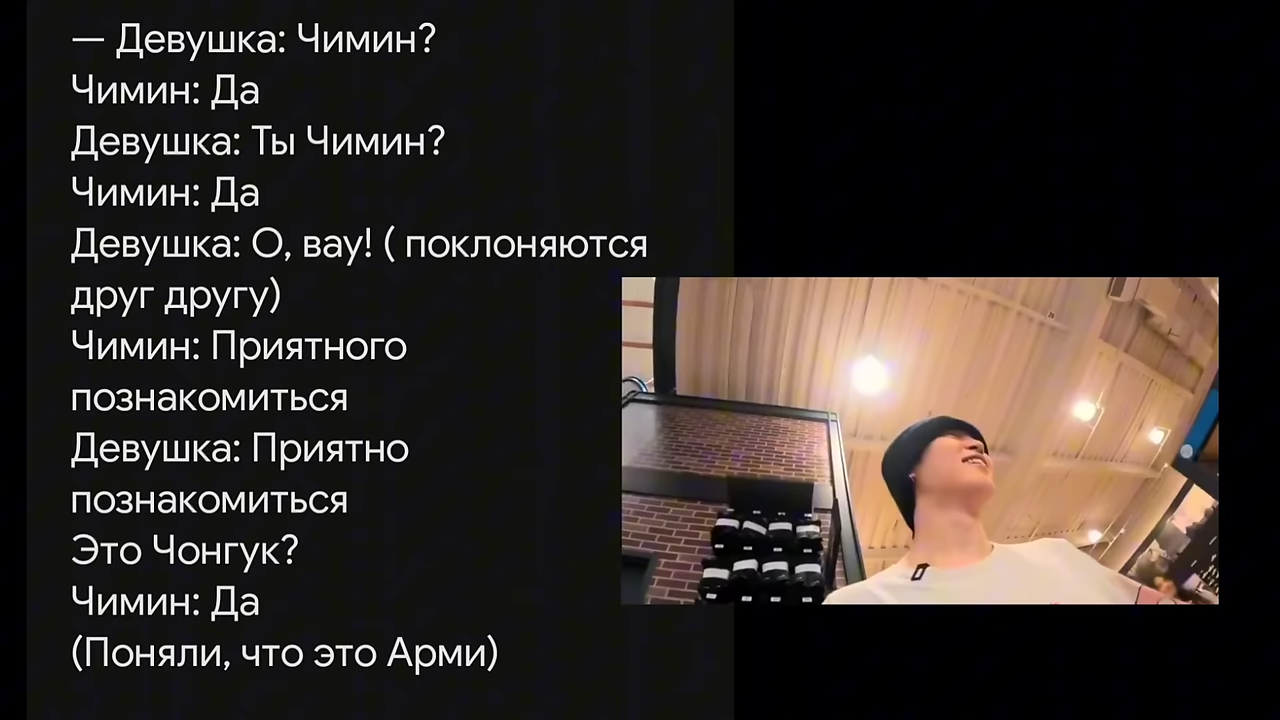 — Девушка: Чимин?
Чимин: Да
Девушка: Ты Чимин?
Чимин: Да
Девушка: О, вау! ( поклоняются
друг другу)
Чимин: Приятного
познакомиться
Девушка: Приятно
познакомиться
Это Чонгук?
Чимин: Да
(Поняли, что это Арми)